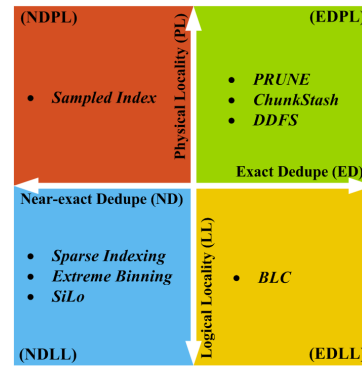 (NDPL)
(EDPL)
Physical Locality (PL)
• Sampled Index
• PRUNE
• ChunkStash
• DDFS
Exact Dedupe (ED)
Near-exact Dedupe (ND)
• Sparse Indexing
• Extreme Binning
• SiLo
Logical Locality (LL)
• BLC
(NDLL)
(EDLL)